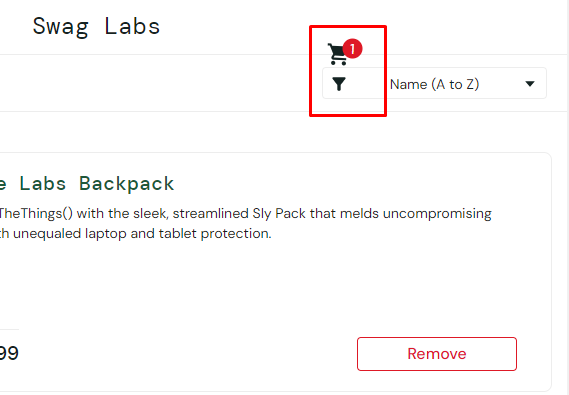 Swag Labs
1
Name (A to Z)
Labs Backpack
TheThings() with the sleek, streamlined Sly Pack that melds uncompromising
unequaled laptop and tablet protection.
99
Remove